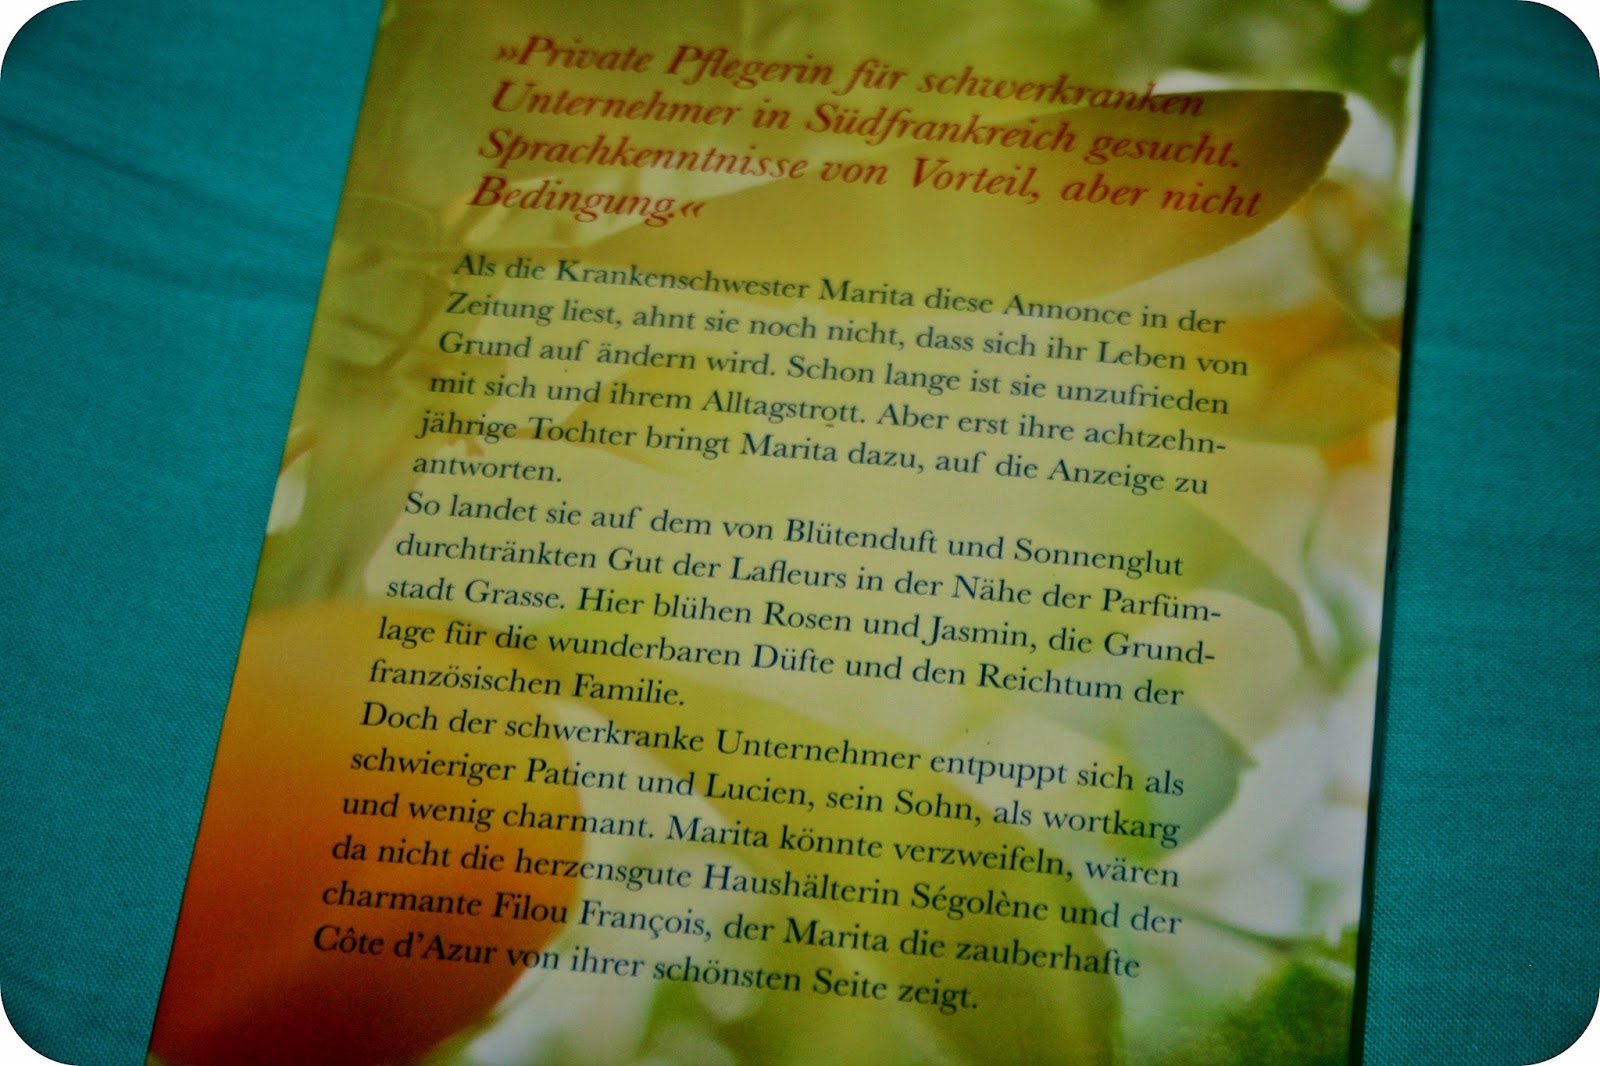 »Private Pflegerin für schwerkranken
Unternehmer in Südfrankreich gesucht.
Sprachkenntnisse von Vorteil, aber nicht
Bedingung.«
Als die Krankenschwester Marita diese Annonce in der
Zeitung liest, ahnt sie noch nicht, dass sich ihr Leben von
Grund auf ändern wird. Schon lange ist sie unzufrieden
mit sich und ihrem Alltagstrott. Aber erst ihre achtzehn-
jährige Tochter bringt Marita dazu, auf die Anzeige zu
antworten.
So landet sie auf dem von Blütenduft und Sonnenglut
durchtränkten Gut der Lafleurs in der Nähe der Parfüm-
stadt Grasse. Hier blühen Rosen und Jasmin, die Grund-
lage für die wunderbaren Düfte und den Reichtum der
französischen Familie.
Doch der schwerkranke Unternehmer entpuppt sich als
schwieriger Patient und Lucien, sein Sohn, als wortkarg
und wenig charmant. Marita könnte verzweifeln, wären
da nicht die herzensgute Haushälterin Ségolène und der
charmante Filou François, der Marita die zauberhafte
Côte d’Azur von ihrer schönsten Seite zeigt.